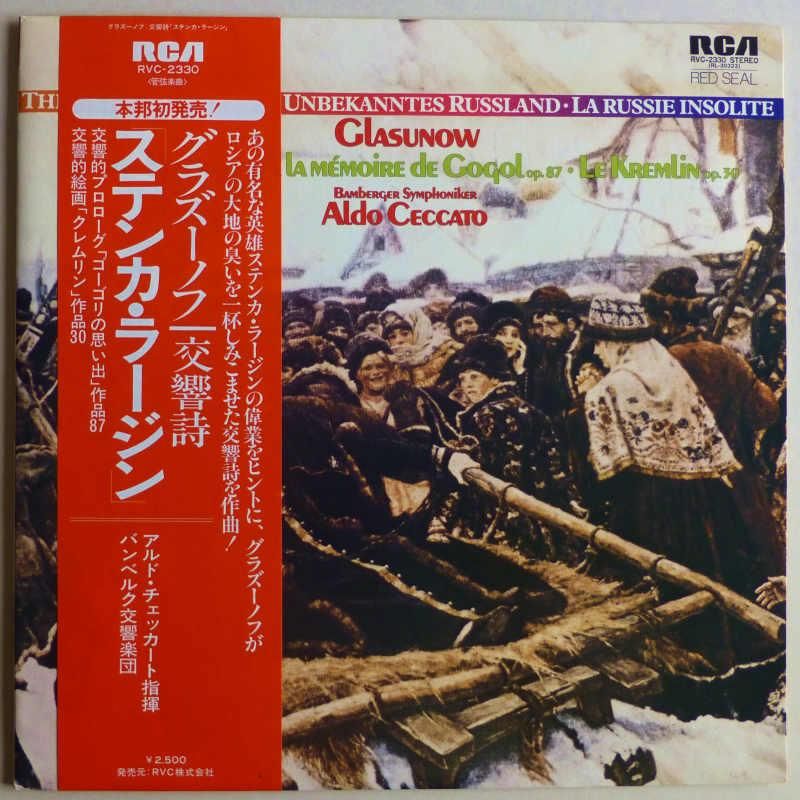 グラズーノフ:交響詩「ステンカ・ラージン」
RCA
RVC-2330
〈管弦楽曲〉
本邦初発売!
あの有名な英雄ステンカ・ラージンの偉業をヒントに、グラズーノフが
ロシアの大地の臭いを一杯しみこませた交響詩を作曲!
グラズーノフ/交響詩
「ステンカ・ラージン」
交響的プロローグ「ゴーゴリの思い出」作品87
交響的絵画「クレムリン」作品30
アルド・チェッカート指揮
バンベルク交響楽団
¥2,500
発売元:RVC株式会社
RCA
RVC-2330 STEREO
(RL-30323)
RED SEAL
UNBEKANNTES RUSSLAND · LA RUSSIE INSOLITE
GLASUNOW
LA MÉMOIRE DE GOGOL OP. 87 · LE KREMLIN OP. 30
BAMBERGER SYMPHONIKER
ALDO CECCATO